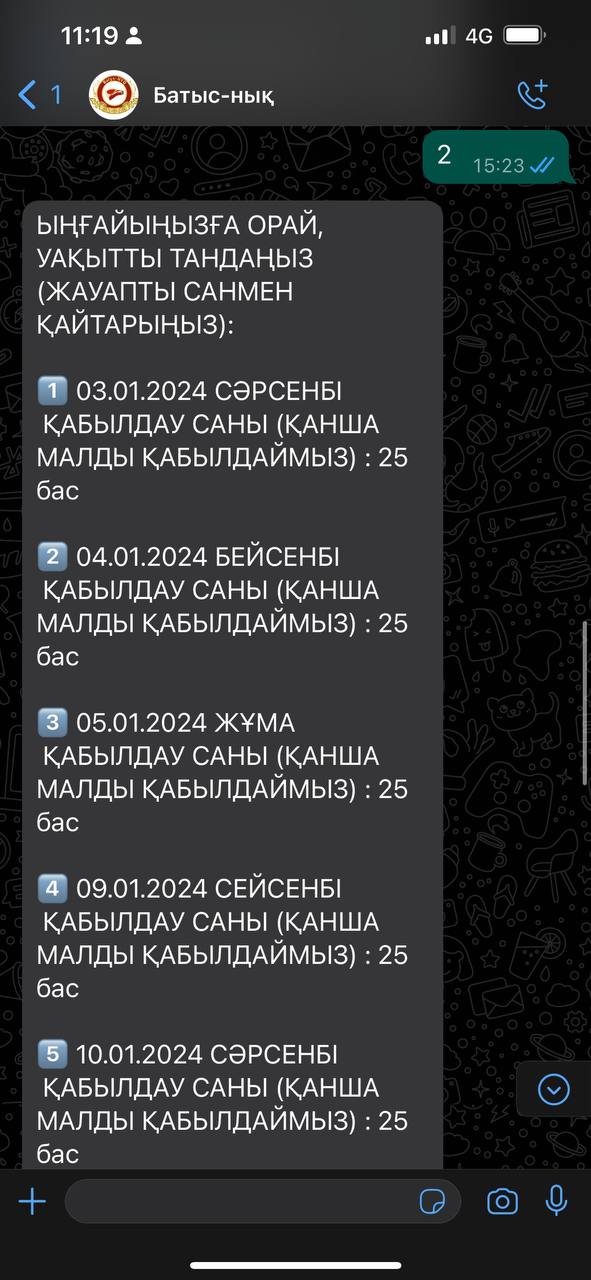 11:19
4G
1
Батыс-нық
2
15:23
ЫҢҒАЙЫҢЫЗҒА ОРАЙ,
УАҚЫТТЫ ТАНДАҢЫЗ
(ЖАУАПТЫ САНМЕН
ҚАЙТАРЫҢЫЗ):
1 03.01.2024 СӘРСЕНБІ
ҚАБЫЛДАУ САНЫ (ҚАНША
МАЛДЫ ҚАБЫЛДАЙМЫЗ) : 25
бас
2 04.01.2024 БЕЙСЕНБІ
ҚАБЫЛДАУ САНЫ (ҚАНША
МАЛДЫ ҚАБЫЛДАЙМЫЗ) : 25
бас
3 05.01.2024 ЖҰМА
ҚАБЫЛДАУ САНЫ (ҚАНША
МАЛДЫ ҚАБЫЛДАЙМЫЗ) : 25
бас
4 09.01.2024 СЕЙСЕНБІ
ҚАБЫЛДАУ САНЫ (ҚАНША
МАЛДЫ ҚАБЫЛДАЙМЫЗ) : 25
бас
5 10.01.2024 СӘРСЕНБІ
ҚАБЫЛДАУ САНЫ (ҚАНША
МАЛДЫ ҚАБЫЛДАЙМЫЗ) : 25
бас